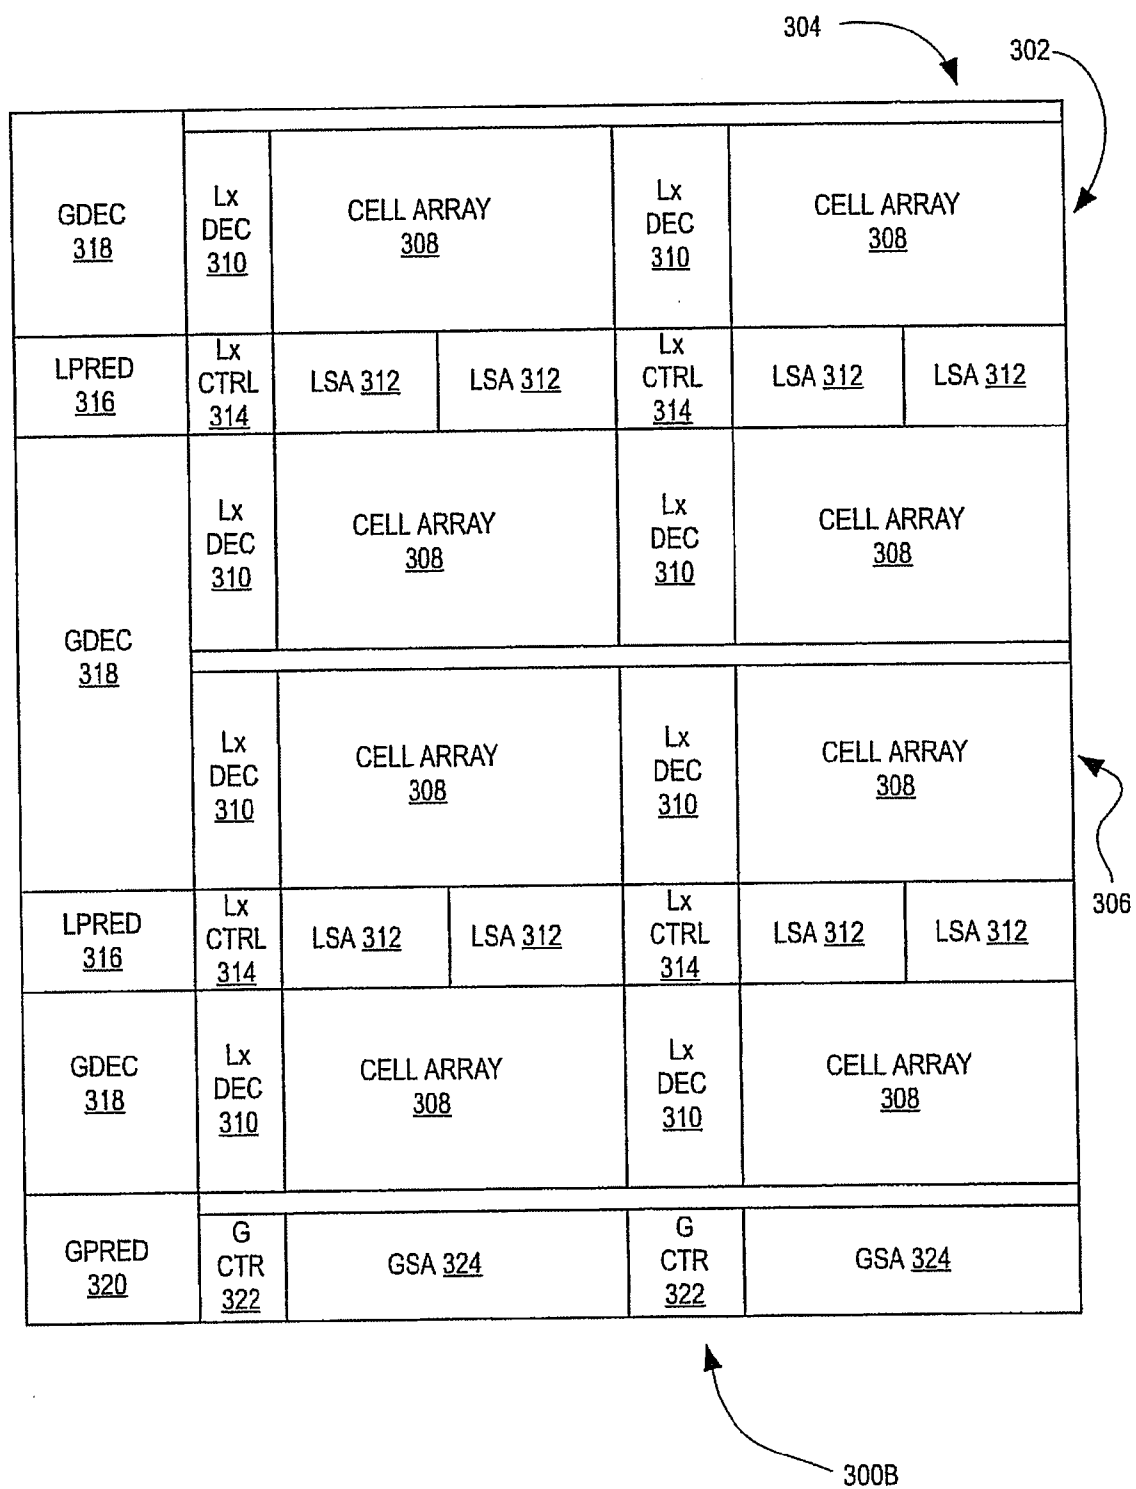 304
302
GDEC
318
Lx
DEC
310
CELL ARRAY
308
Lx
DEC
310
CELL ARRAY
308
LPRED
316
Lx
CTRL
314
LSA 312
LSA 312
Lx
CTRL
314
LSA 312
LSA 312
GDEC
318
Lx
DEC
310
CELL ARRAY
308
Lx
DEC
310
CELL ARRAY
308
Lx
DEC
310
CELL ARRAY
308
Lx
DEC
310
CELL ARRAY
308
306
LPRED
316
Lx
CTRL
314
LSA 312
LSA 312
Lx
CTRL
314
LSA 312
LSA 312
GDEC
318
Lx
DEC
310
CELL ARRAY
308
Lx
DEC
310
CELL ARRAY
308
GPRED
320
G
CTR
322
GSA 324
G
CTR
322
GSA 324
300B